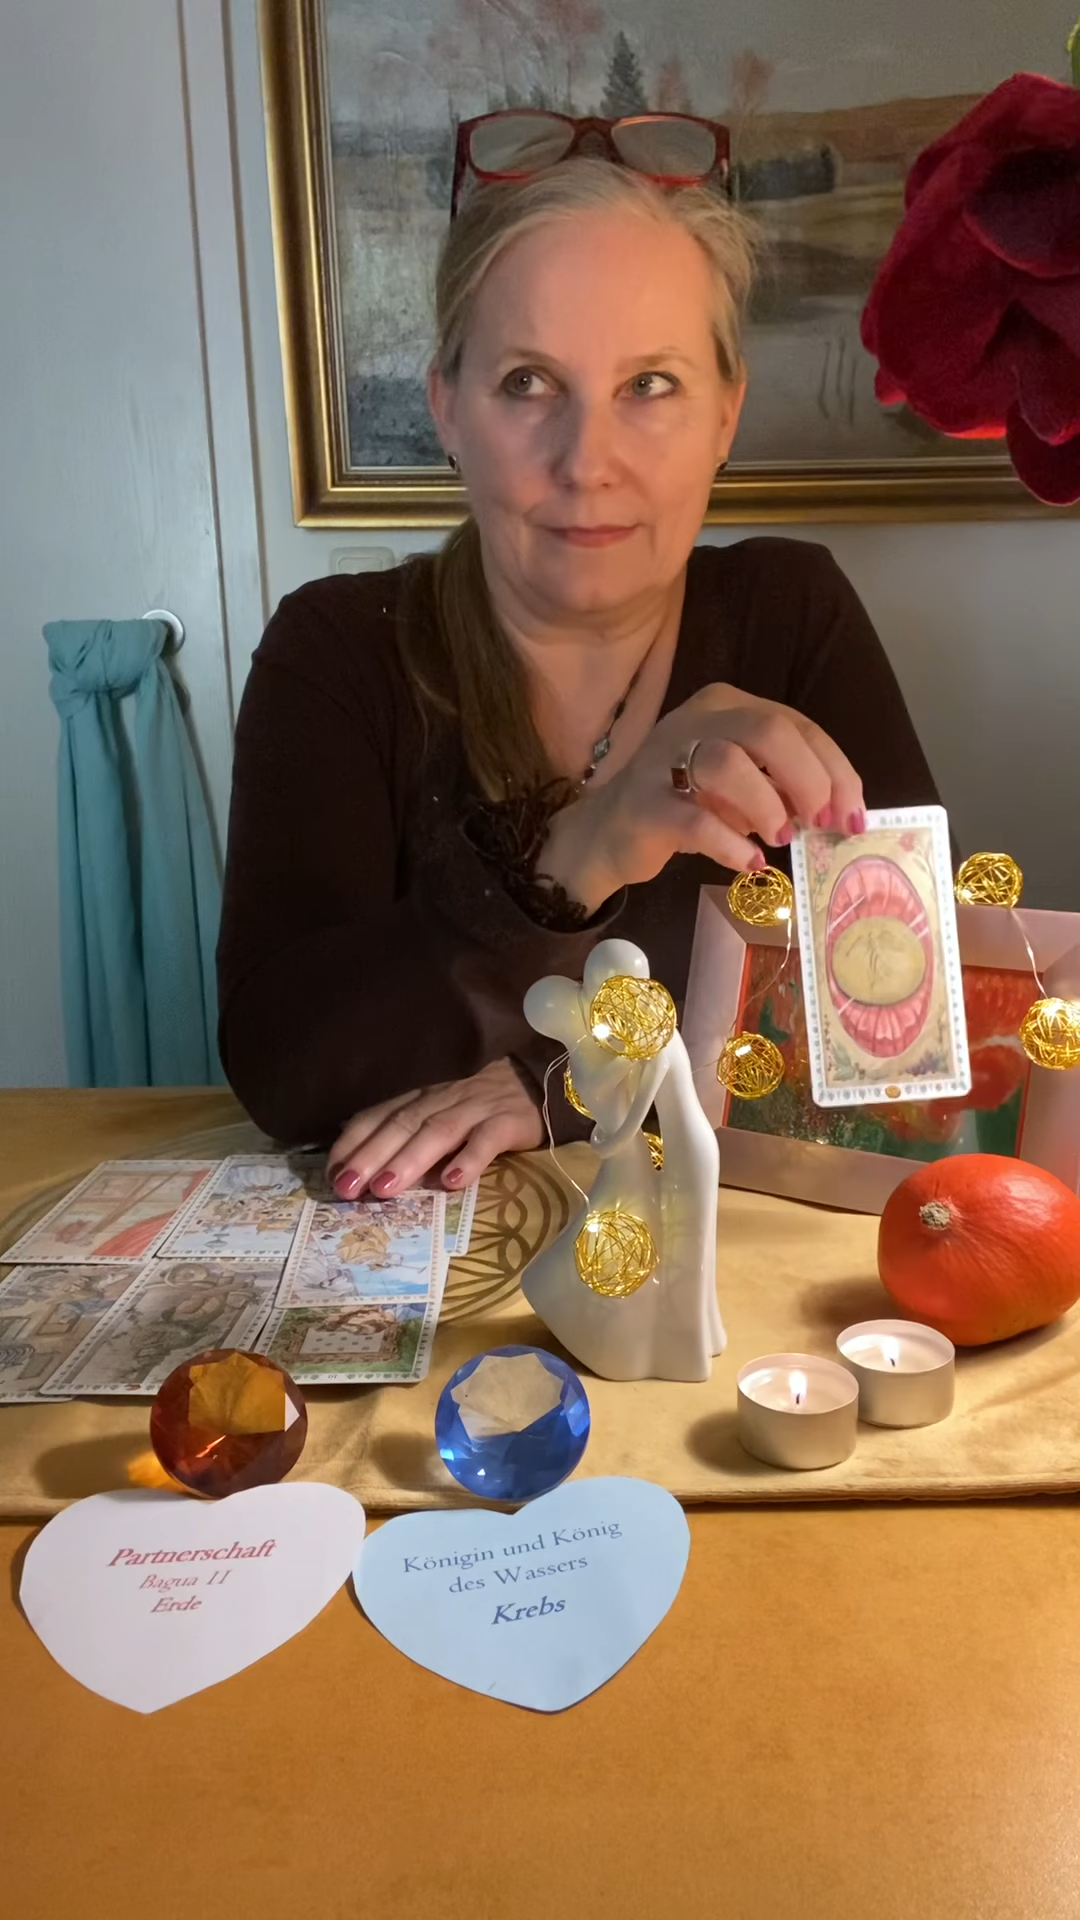 Partnerschaft
Bagua II
Erde
Königin und König
des Wassers
Krebs